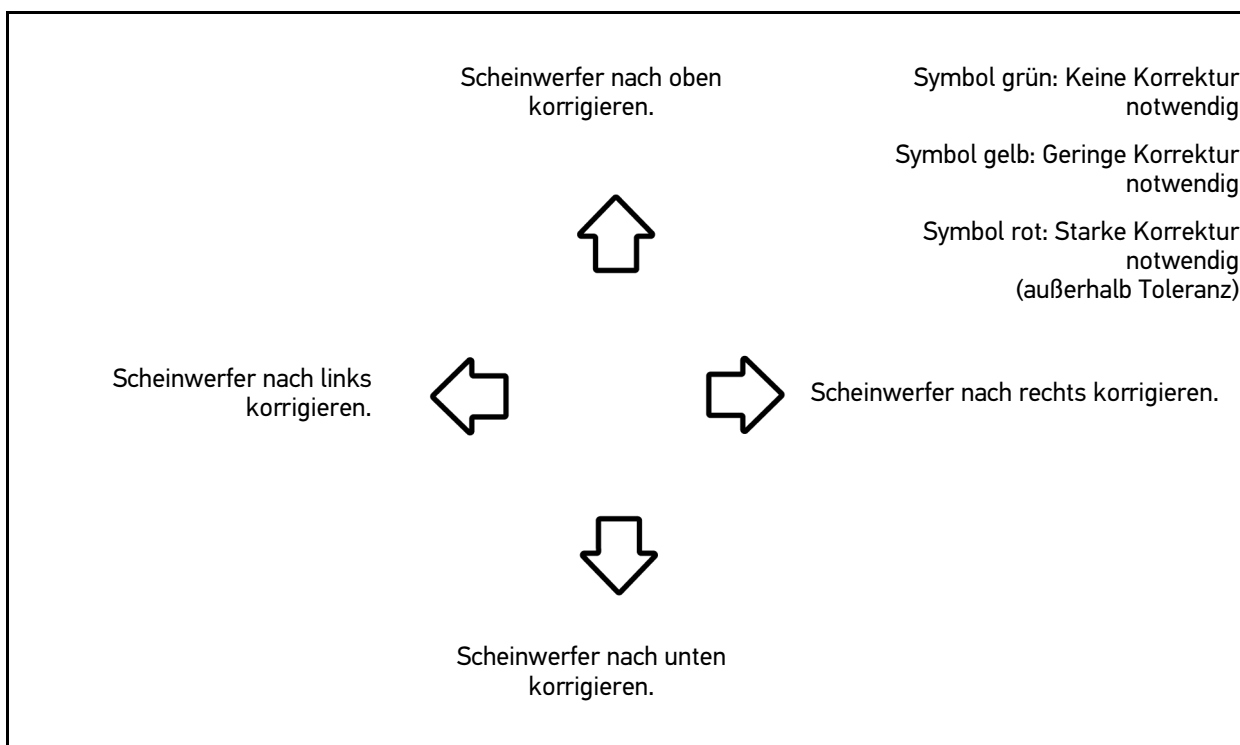 Scheinwerfer nach oben
korrigieren.
Symbol grün: Keine Korrektur
notwendig
Symbol gelb: Geringe Korrektur
notwendig
Symbol rot: Starke Korrektur
notwendig
(außerhalb Toleranz)
Scheinwerfer nach links
korrigieren.
Scheinwerfer nach rechts korrigieren.
Scheinwerfer nach unten
korrigieren.